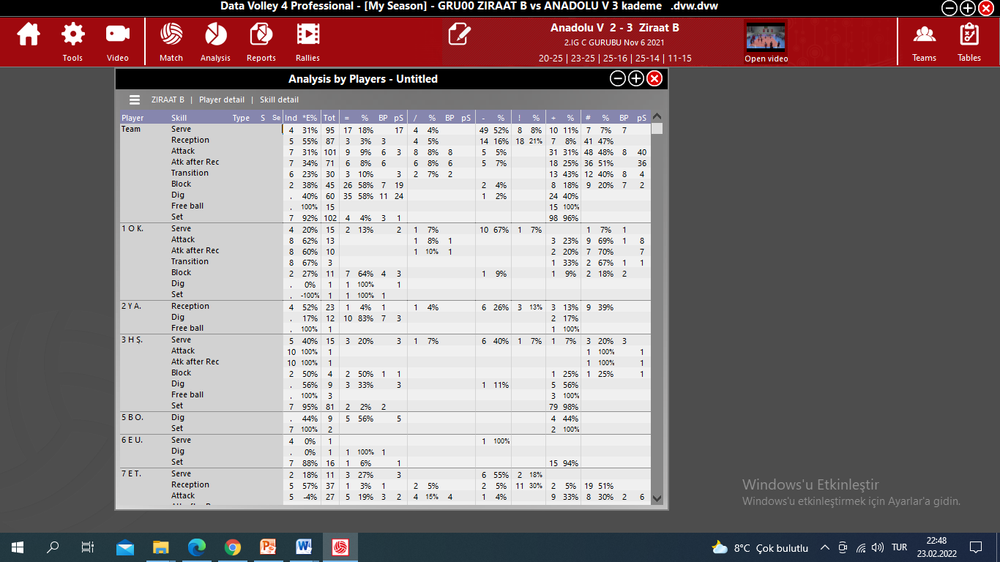 Data Volley 4 Professional - [My Season] - GRU00 ZIRAAT B vs ANADOLU V 3 kademe .dvw.dvw
Tools Video Match Analysis Reports Rallies
Anadolu V 2 - 3 Ziraat B
2.IG C GURUBU Nov 6 2021
20-25 | 23-25 | 25-16 | 25-14 | 11-15
Open video
Teams Tables
Analysis by Players - Untitled
ZIRAAT B | Player detail | Skill detail
Player Skill Type S Se Ind *E% Tot = % BP pS / % BP pS - % ! % + % # % BP pS
Team Serve 4 31% 95 17 18% 17 4 4% 49 52% 8 8% 10 11% 7 7% 7
Reception 5 55% 87 3 3% 3 4 5% 14 16% 18 21% 7 8% 41 47%
Attack 7 31% 101 9 9% 6 3 8 8% 8 5 5% 31 31% 48 48% 8 40
Atk after Rec 7 34% 71 6 8% 6 6 8% 6 5 7% 18 25% 36 51% 36
Transition 6 23% 30 3 10% 3 2 7% 2 13 43% 12 40% 8 4
Block 2 38% 45 26 58% 7 19 2 4% 8 18% 9 20% 7 2
Dig . 40% 60 35 58% 11 24 1 2% 24 40%
Free ball . 100% 15 15 100%
Set 7 92% 102 4 4% 3 1 98 96%
1 O K. Serve 4 20% 15 2 13% 2 1 7% 10 67% 1 7% 1 7% 1
Attack 8 62% 13 1 8% 1 3 23% 9 69% 1 8
Atk after Rec 8 60% 10 1 10% 1 2 20% 7 70% 7
Transition 8 67% 3 1 33% 2 67% 1 1
Block 2 27% 11 7 64% 4 3 1 9% 1 9% 2 18% 2
Dig . 0% 1 1 100% 1
Set . -100% 1 1 100% 1
2 Y A. Reception 4 52% 23 1 4% 1 1 4% 6 26% 3 13% 3 13% 9 39%
Dig . 17% 12 10 83% 7 3 2 17%
Free ball . 100% 1 1 100%
3 H Ş. Serve 5 40% 15 3 20% 3 1 7% 6 40% 1 7% 1 7% 3 20% 3
Attack 10 100% 1 1 100% 1
Atk after Rec 10 100% 1 1 100% 1
Block 2 50% 4 2 50% 1 1 1 25% 1 25% 1
Dig . 56% 9 3 33% 3 1 11% 5 56%
Free ball . 100% 3 3 100%
Set 7 95% 81 2 2% 2 79 98%
5 B O. Dig . 44% 9 5 56% 5 4 44%
Set 7 100% 2 2 100%
6 E U. Serve 4 0% 1 1 100%
Dig . 0% 1 1 100% 1
Set 7 88% 16 1 6% 1 15 94%
7 E T. Serve 2 18% 11 3 27% 3 6 55% 2 18%
Reception 5 57% 37 1 3% 1 2 5% 2 5% 11 30% 2 5% 19 51%
Attack 5 -4% 27 5 19% 3 2 4 15% 4 1 4% 9 33% 8 30% 2 6
Windows'u Etkinleştir
Windows'u etkinleştirmek için Ayarlar'a gidin.
8°C Çok bulutlu TUR 22:48
23.02.2022